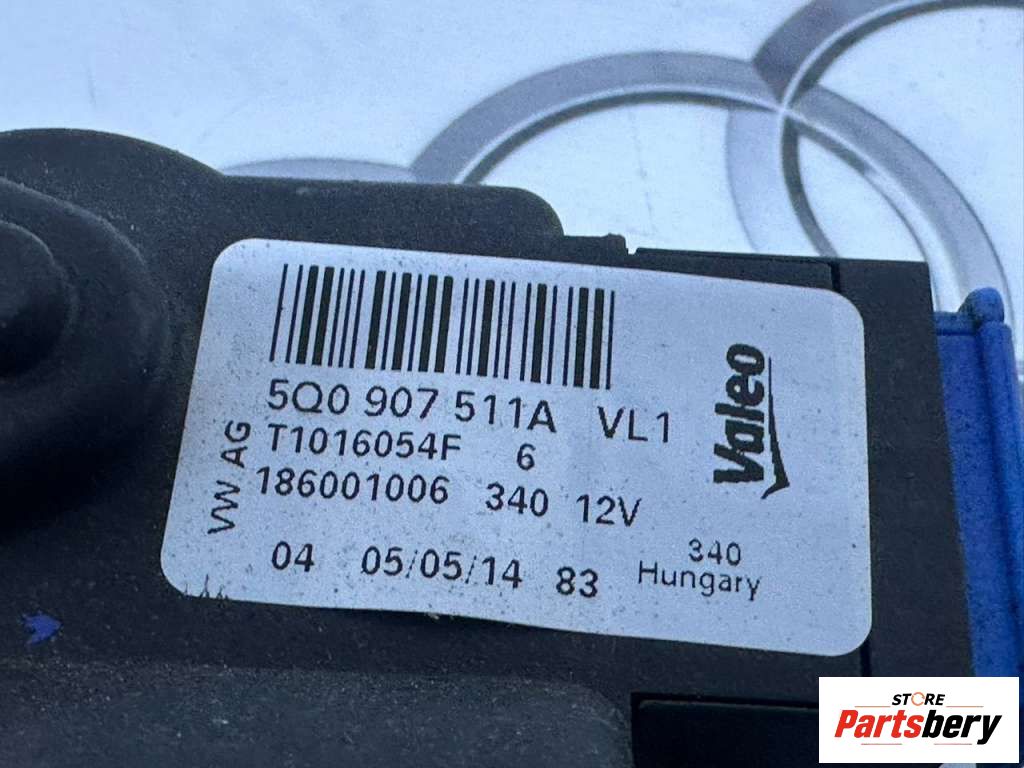 5Q0 907 511A VL1
T1016054F 6
186001006 340 12V
04 05/05/14 83
VW AG
Valeo
340
Hungary
STORE
Partsbery